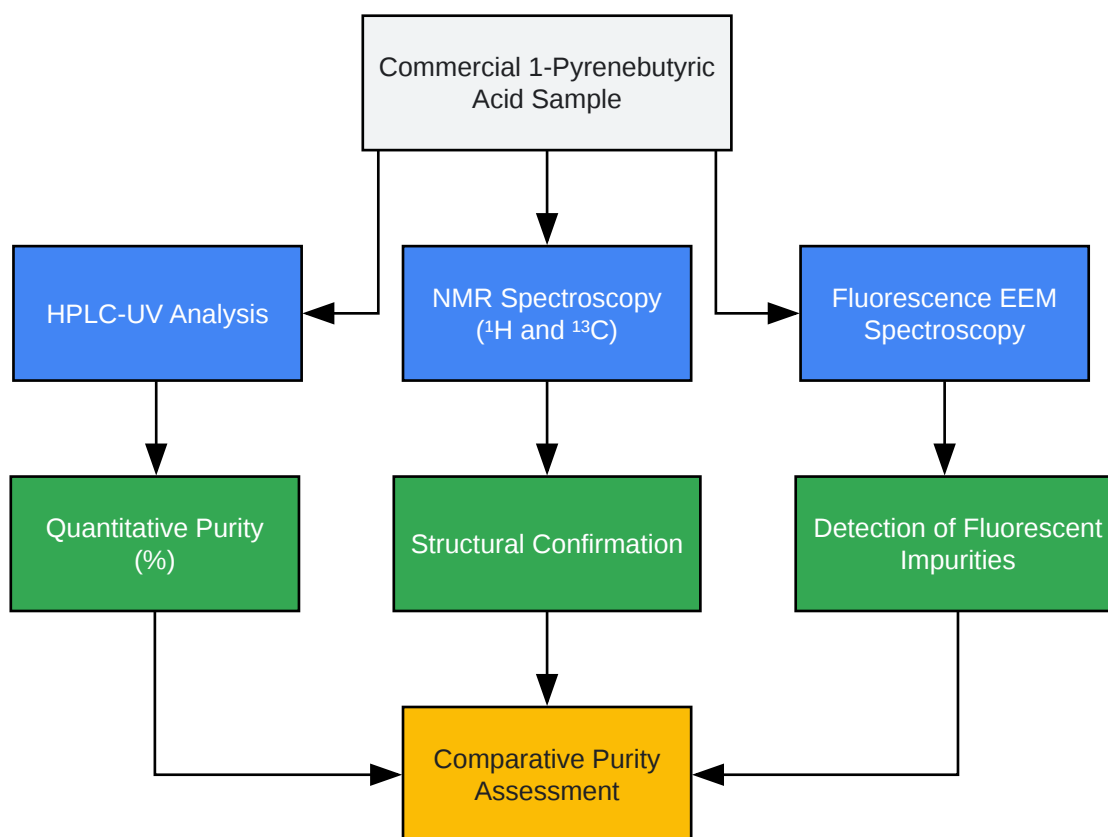 Commercial 1-Pyrenebutyric
Acid Sample
HPLC-UV Analysis
NMR Spectroscopy
(¹H and ¹³C)
Fluorescence EEM
Spectroscopy
Quantitative Purity
(%)
Structural Confirmation
Detection of Fluorescent
Impurities
Comparative Purity
Assessment